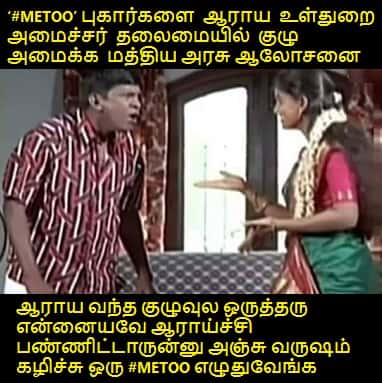 ‘#METOO’ புகார்களை ஆராய உள்துறை
அமைச்சர் தலைமையில் குழு
அமைக்க மத்திய அரசு ஆலோசனை
ஆராய வந்த குழுவுல ஒருத்தரு
என்னையவே ஆராய்ச்சி
பண்ணிட்டாருன்னு அஞ்சு வருஷம்
கழிச்சு ஒரு #METOO எழுதுவேங்க